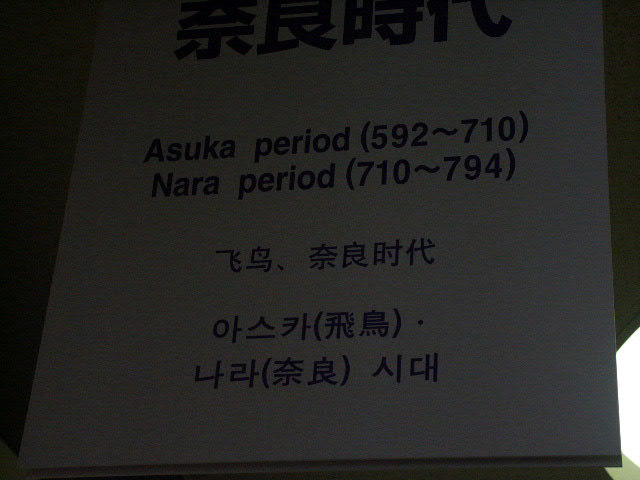 奈良時代
Asuka period (592～710)
Nara period (710～794)
飞鸟、奈良时代
아스카(飛鳥)·
나라(奈良) 시대